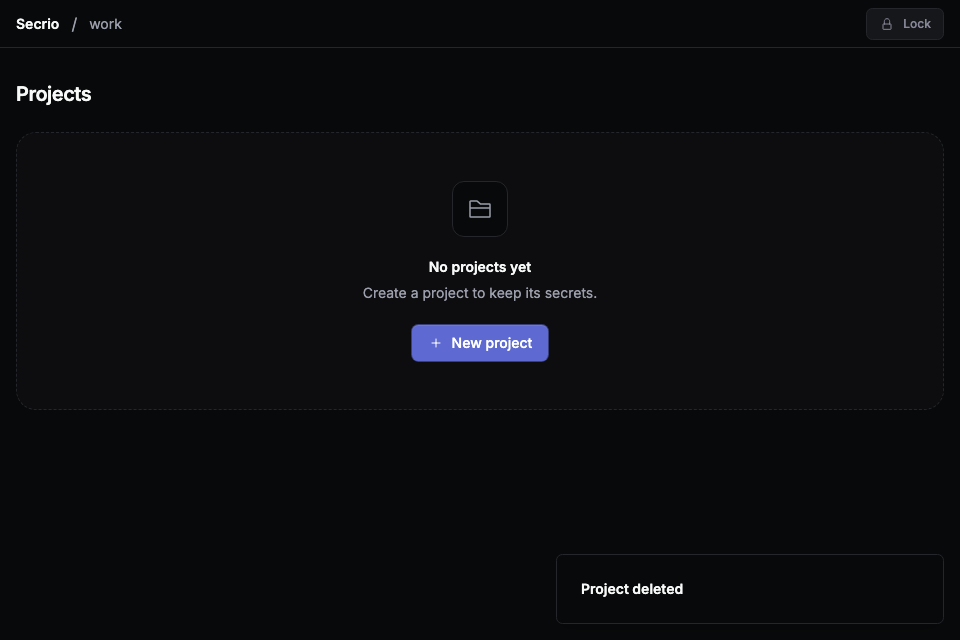 Secrio / work
Lock
Projects
No projects yet
Create a project to keep its secrets.
+ New project
Project deleted